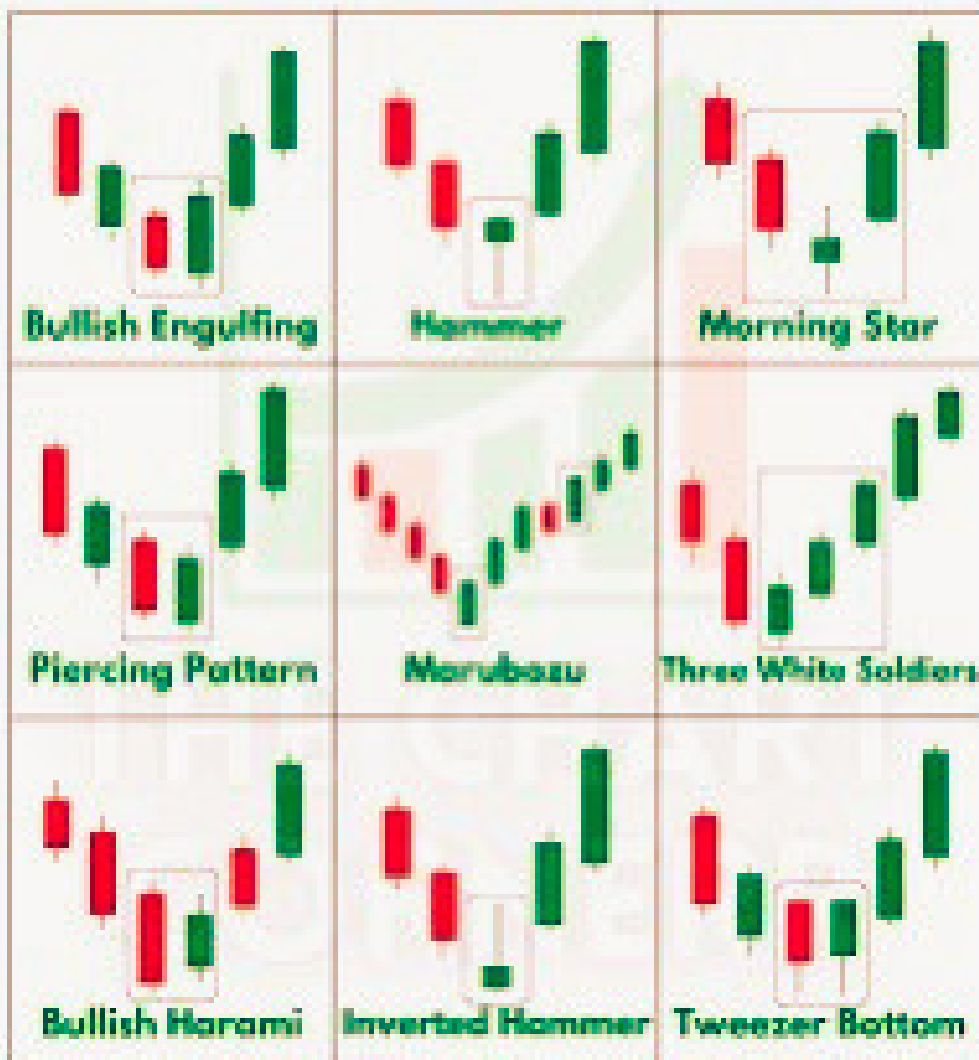 Bullish Engulfing
Hammer
Morning Star
Piercing Pattern
Marubozu
Three White Soldiers
Bullish Harami
Inverted Hammer
Tweezer Bottom